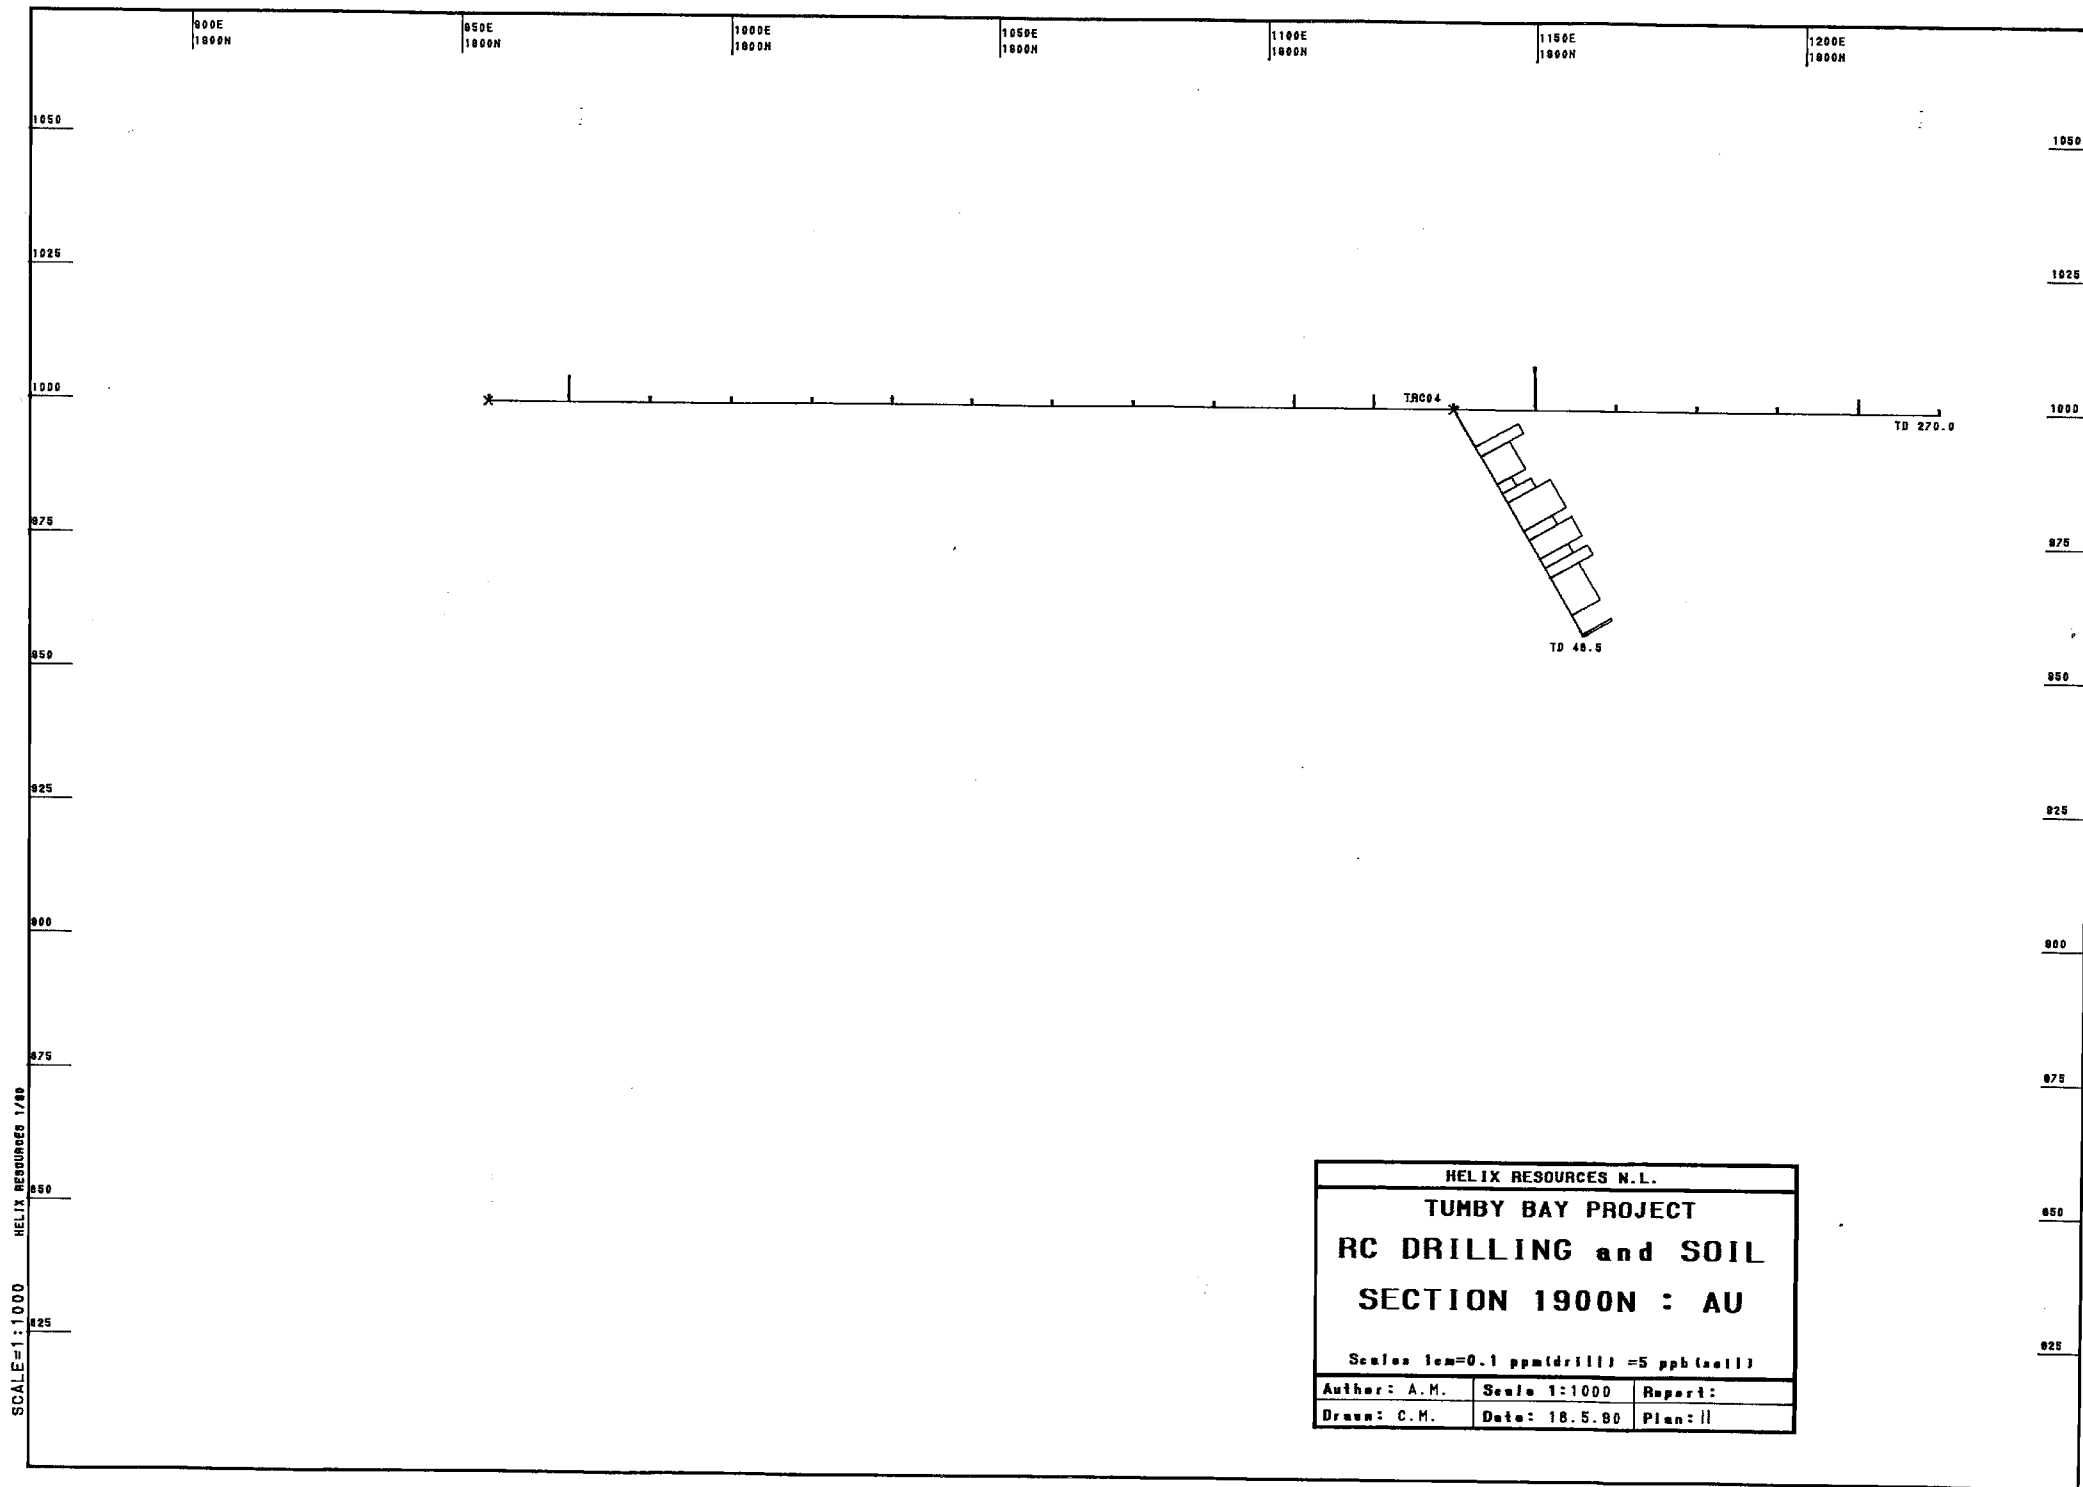 900E
1900N
950E
1900N
1000E
1900N
1050E
1900N
1100E
1900N
1150E
1900N
1200E
1900N
1050
1050
1025
1025
1000
TRC04
1000
TD 270.0
975
975
TD 48.5
950
950
925
925
900
900
875
875
850
850
825
825
SCALE=1:1000 HELIX RESOURCES 1/90
HELIX RESOURCES N.L.
TUMBY BAY PROJECT
RC DRILLING and SOIL
SECTION 1900N : AU
Scales 1cm=0.1 ppm(drill) =5 ppb(soil)
Author: A.M. Scale 1:1000 Report:
Drawn: C.M. Date: 18.5.90 Plan: 11